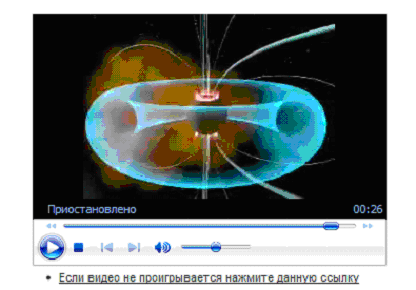 Приостановлено 00:26
Если видео не проигрывается нажмите данную ссылку